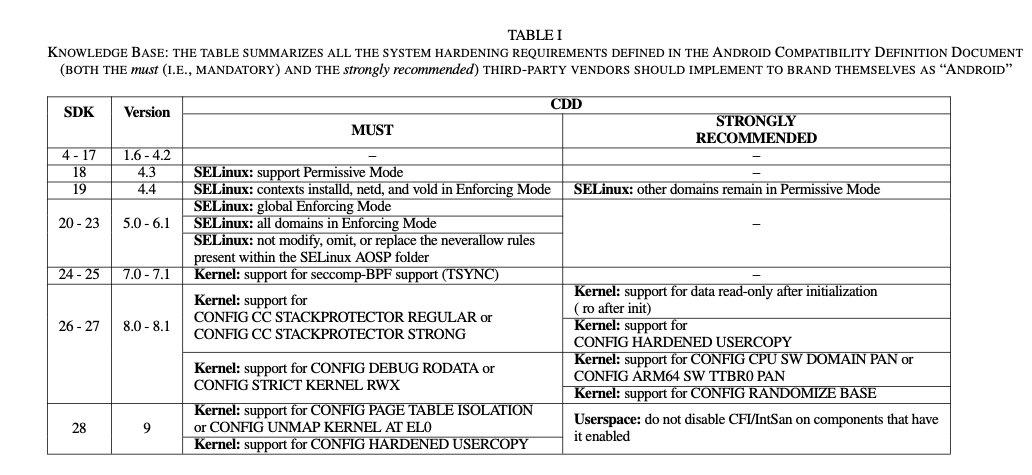 TABLE I
KNOWLEDGE BASE: THE TABLE SUMMARIZES ALL THE SYSTEM HARDENING REQUIREMENTS DEFINED IN THE ANDROID COMPATIBILITY DEFINITION DOCUMENT
(BOTH THE must (I.E., MANDATORY) AND THE strongly recommended) THIRD-PARTY VENDORS SHOULD IMPLEMENT TO BRAND THEMSELVES AS “ANDROID”
SDK
Version
CDD
MUST
STRONGLY
RECOMMENDED
4 - 17
1.6 - 4.2
–
–
18
4.3
SELinux: support Permissive Mode
–
19
4.4
SELinux: contexts installd, netd, and vold in Enforcing Mode
SELinux: other domains remain in Permissive Mode
20 - 23
5.0 - 6.1
SELinux: global Enforcing Mode
SELinux: all domains in Enforcing Mode
SELinux: not modify, omit, or replace the neverallow rules
present within the SELinux AOSP folder
–
24 - 25
7.0 - 7.1
Kernel: support for seccomp-BPF support (TSYNC)
–
26 - 27
8.0 - 8.1
Kernel: support for
CONFIG CC STACKPROTECTOR REGULAR or
CONFIG CC STACKPROTECTOR STRONG
Kernel: support for CONFIG DEBUG RODATA or
CONFIG STRICT KERNEL RWX
Kernel: support for data read-only after initialization
( ro after init)
Kernel: support for
CONFIG HARDENED USERCOPY
Kernel: support for CONFIG CPU SW DOMAIN PAN or
CONFIG ARM64 SW TTBR0 PAN
Kernel: support for CONFIG RANDOMIZE BASE
28
9
Kernel: support for CONFIG PAGE TABLE ISOLATION
or CONFIG UNMAP KERNEL AT EL0
Kernel: support for CONFIG HARDENED USERCOPY
Userspace: do not disable CFI/IntSan on components that have
it enabled